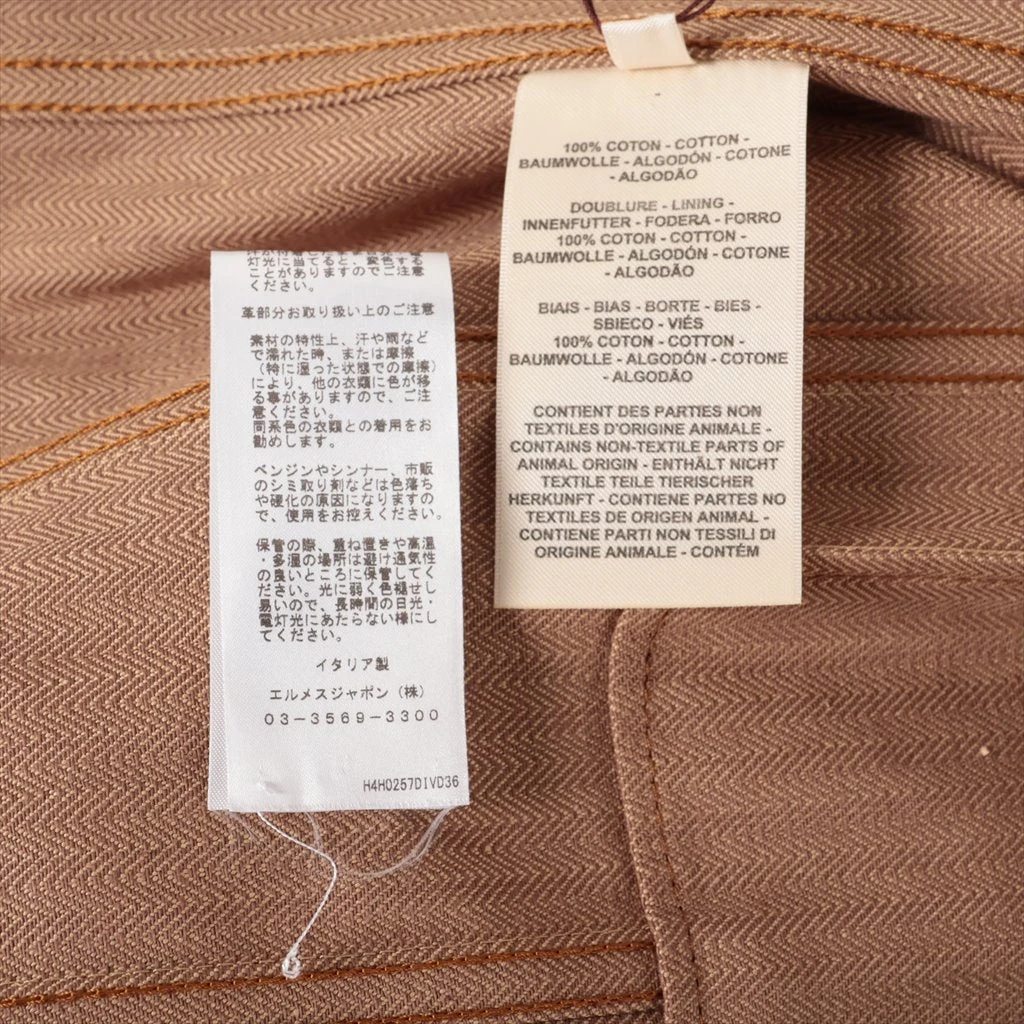 灯光に当てると、変色する
ことがありますのでご注意
ください。
革部分お取り扱い上のご注意
素材の特性上、汗や雨など
で濡れた時、または摩擦
（特に湿った状態での摩擦）
により、他の衣類に色が移
る事がありますので、ご注
意ください。
同系色の衣類との着用をお
勧めします。
ベンジンやシンナー、市販
のシミ取り剤などは色落ち
や硬化の原因になりますの
で、使用をお控えください。
保管の際、重ね置きや高温
・多湿の場所は避け通気性
の良いところに保管してく
ださい。光に弱く色褪せし
易いので、長時間の日光・
電灯光にあたらない様にし
てください。
イタリア製
エルメスジャポン（株）
03－3569－3300
H4H0257DIVD36
100% COTON - COTTON -
BAUMWOLLE - ALGODÓN - COTONE
- ALGODÃO
DOUBLURE - LINING -
INNENFUTTER - FODERA - FORRO
100% COTON - COTTON -
BAUMWOLLE - ALGODÓN - COTONE
- ALGODÃO
BIAIS - BIAS - BORTE - BIES -
SBIECO - VIÉS
100% COTON - COTTON -
BAUMWOLLE - ALGODÓN - COTONE
- ALGODÃO
CONTIENT DES PARTIES NON
TEXTILES D'ORIGINE ANIMALE -
CONTAINS NON-TEXTILE PARTS OF
ANIMAL ORIGIN - ENTHÄLT NICHT
TEXTILE TEILE TIERISCHER
HERKUNFT - CONTIENE PARTES NO
TEXTILES DE ORIGEN ANIMAL -
CONTIENE PARTI NON TESSILI DI
ORIGINE ANIMALE - CONTÉM